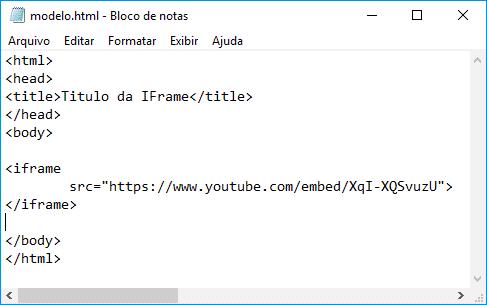 modelo.html - Bloco de notas
Arquivo Editar Formatar Exibir Ajuda
<html>
<head>
<title>Titulo da IFrame</title>
</head>
<body>
<iframe
src="https://www.youtube.com/embed/XqI-XQSvuzU">
</iframe>
</body>
</html>